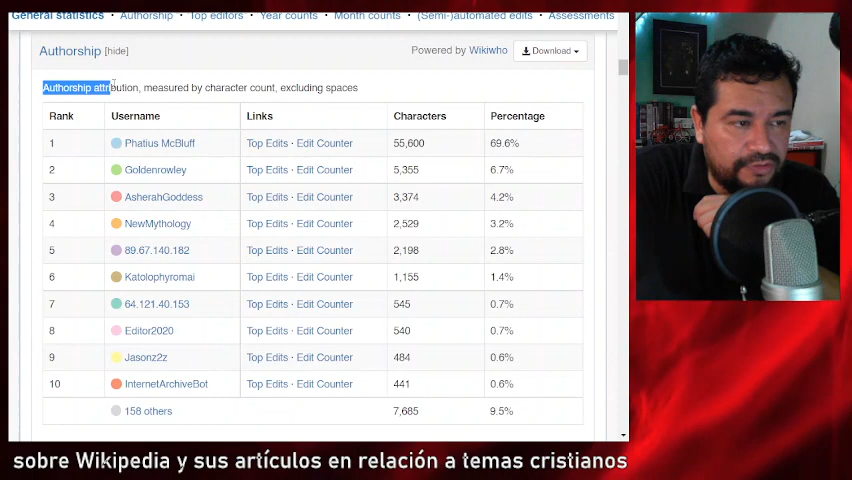 General statistics · Authorship · Top editors · Year counts · Month counts · (Semi-)automated edits · Assessments
Authorship [hide] Powered by Wikiwho Download
Authorship attribution, measured by character count, excluding spaces
Rank Username Links Characters Percentage
1 Phatius McBluff Top Edits · Edit Counter 55,600 69.6%
2 Goldenrowley Top Edits · Edit Counter 5,355 6.7%
3 AsherahGoddess Top Edits · Edit Counter 3,374 4.2%
4 NewMythology Top Edits · Edit Counter 2,529 3.2%
5 89.67.140.182 Top Edits · Edit Counter 2,198 2.8%
6 Katolophyromai Top Edits · Edit Counter 1,155 1.4%
7 64.121.40.153 Top Edits · Edit Counter 545 0.7%
8 Editor2020 Top Edits · Edit Counter 540 0.7%
9 Jasonz2z Top Edits · Edit Counter 484 0.6%
10 InternetArchiveBot Top Edits · Edit Counter 441 0.6%
158 others 7,685 9.5%
sobre Wikipedia y sus artículos en relación a temas cristianos